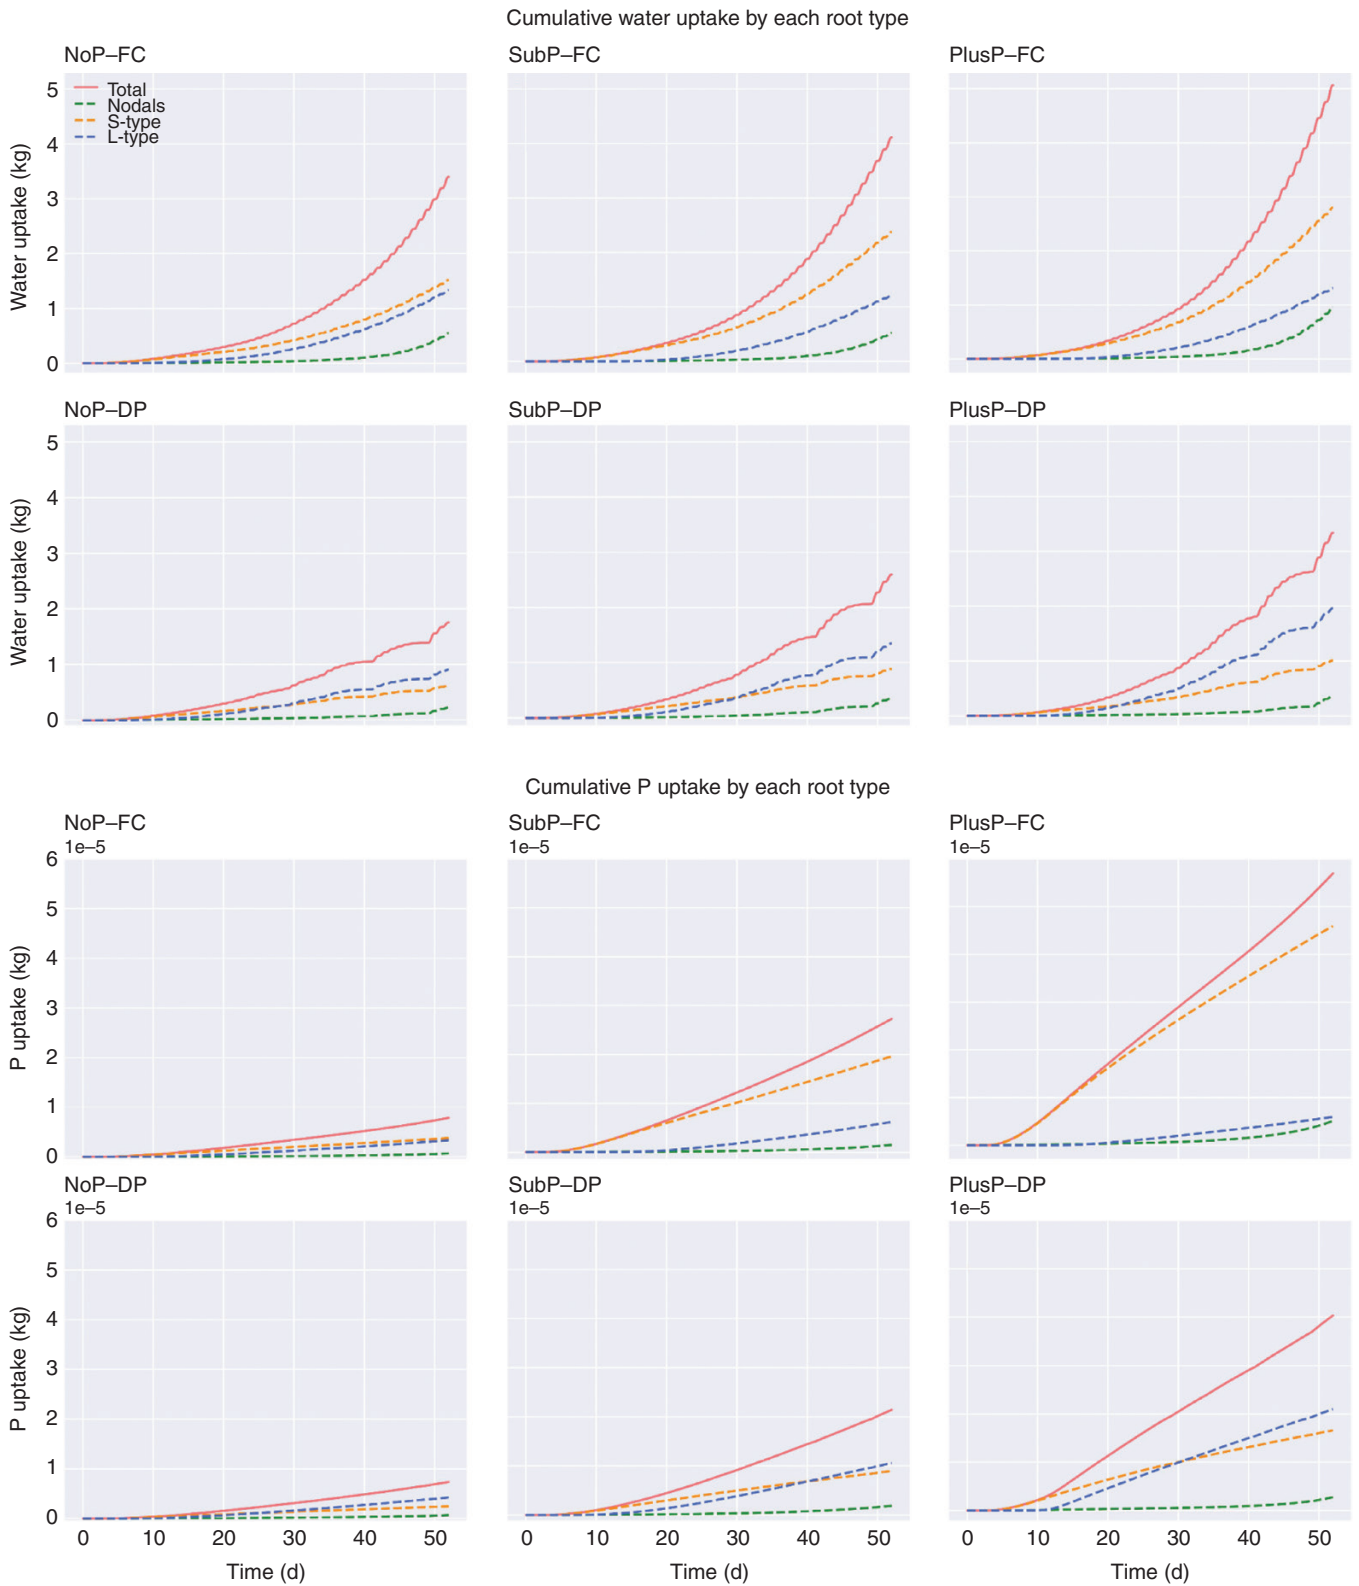 Cumulative water uptake by each root type
NoP–FC
SubP–FC
PlusP–FC
Total
Nodals
S-type
L-type
5
4
3
2
1
0
Water uptake (kg)
NoP–DP
SubP–DP
PlusP–DP
5
4
3
2
1
0
Water uptake (kg)
Cumulative P uptake by each root type
NoP–FC
SubP–FC
PlusP–FC
1e–5
1e–5
1e–5
6
5
4
3
2
1
0
P uptake (kg)
NoP–DP
SubP–DP
PlusP–DP
1e–5
1e–5
1e–5
6
5
4
3
2
1
0
P uptake (kg)
0 10 20 30 40 50
0 10 20 30 40 50
0 10 20 30 40 50
Time (d)
Time (d)
Time (d)